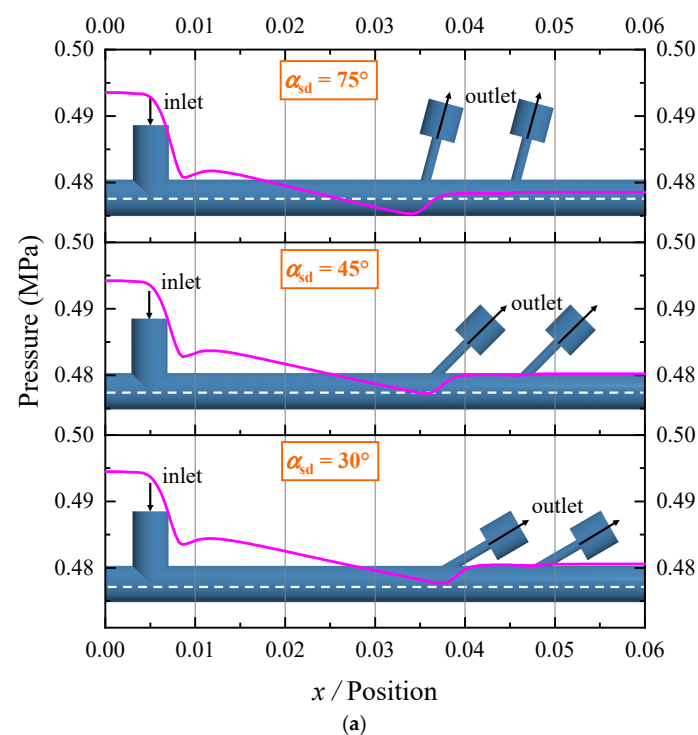 0.00 0.01 0.02 0.03 0.04 0.05 0.06
0.50 0.50
αsd = 75°
inlet outlet
0.49 0.49
0.48 0.48
0.50 0.50
αsd = 45°
inlet outlet
0.49 0.49
0.48 0.48
0.50 0.50
αsd = 30°
inlet outlet
0.49 0.49
0.48 0.48
Pressure (MPa)
0.00 0.01 0.02 0.03 0.04 0.05 0.06
x / Position
(a)